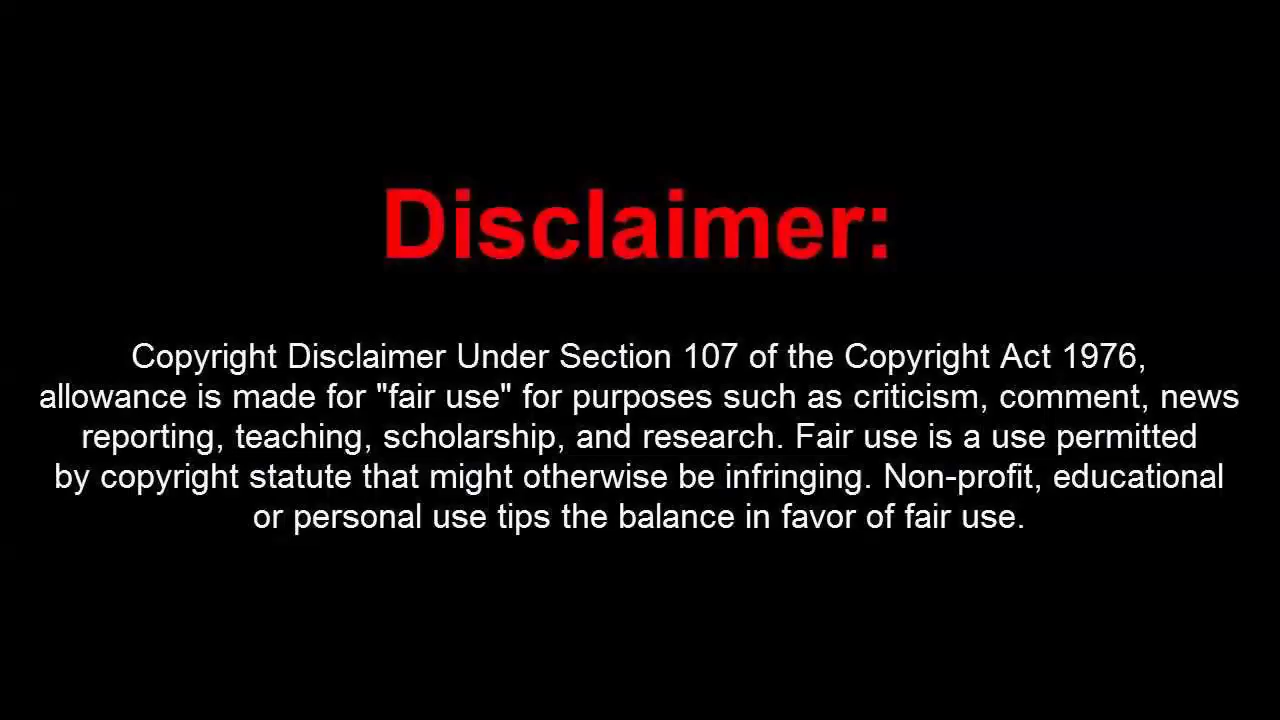 Disclaimer:
Copyright Disclaimer Under Section 107 of the Copyright Act 1976,
allowance is made for "fair use" for purposes such as criticism, comment, news
reporting, teaching, scholarship, and research. Fair use is a use permitted
by copyright statute that might otherwise be infringing. Non-profit, educational
or personal use tips the balance in favor of fair use.